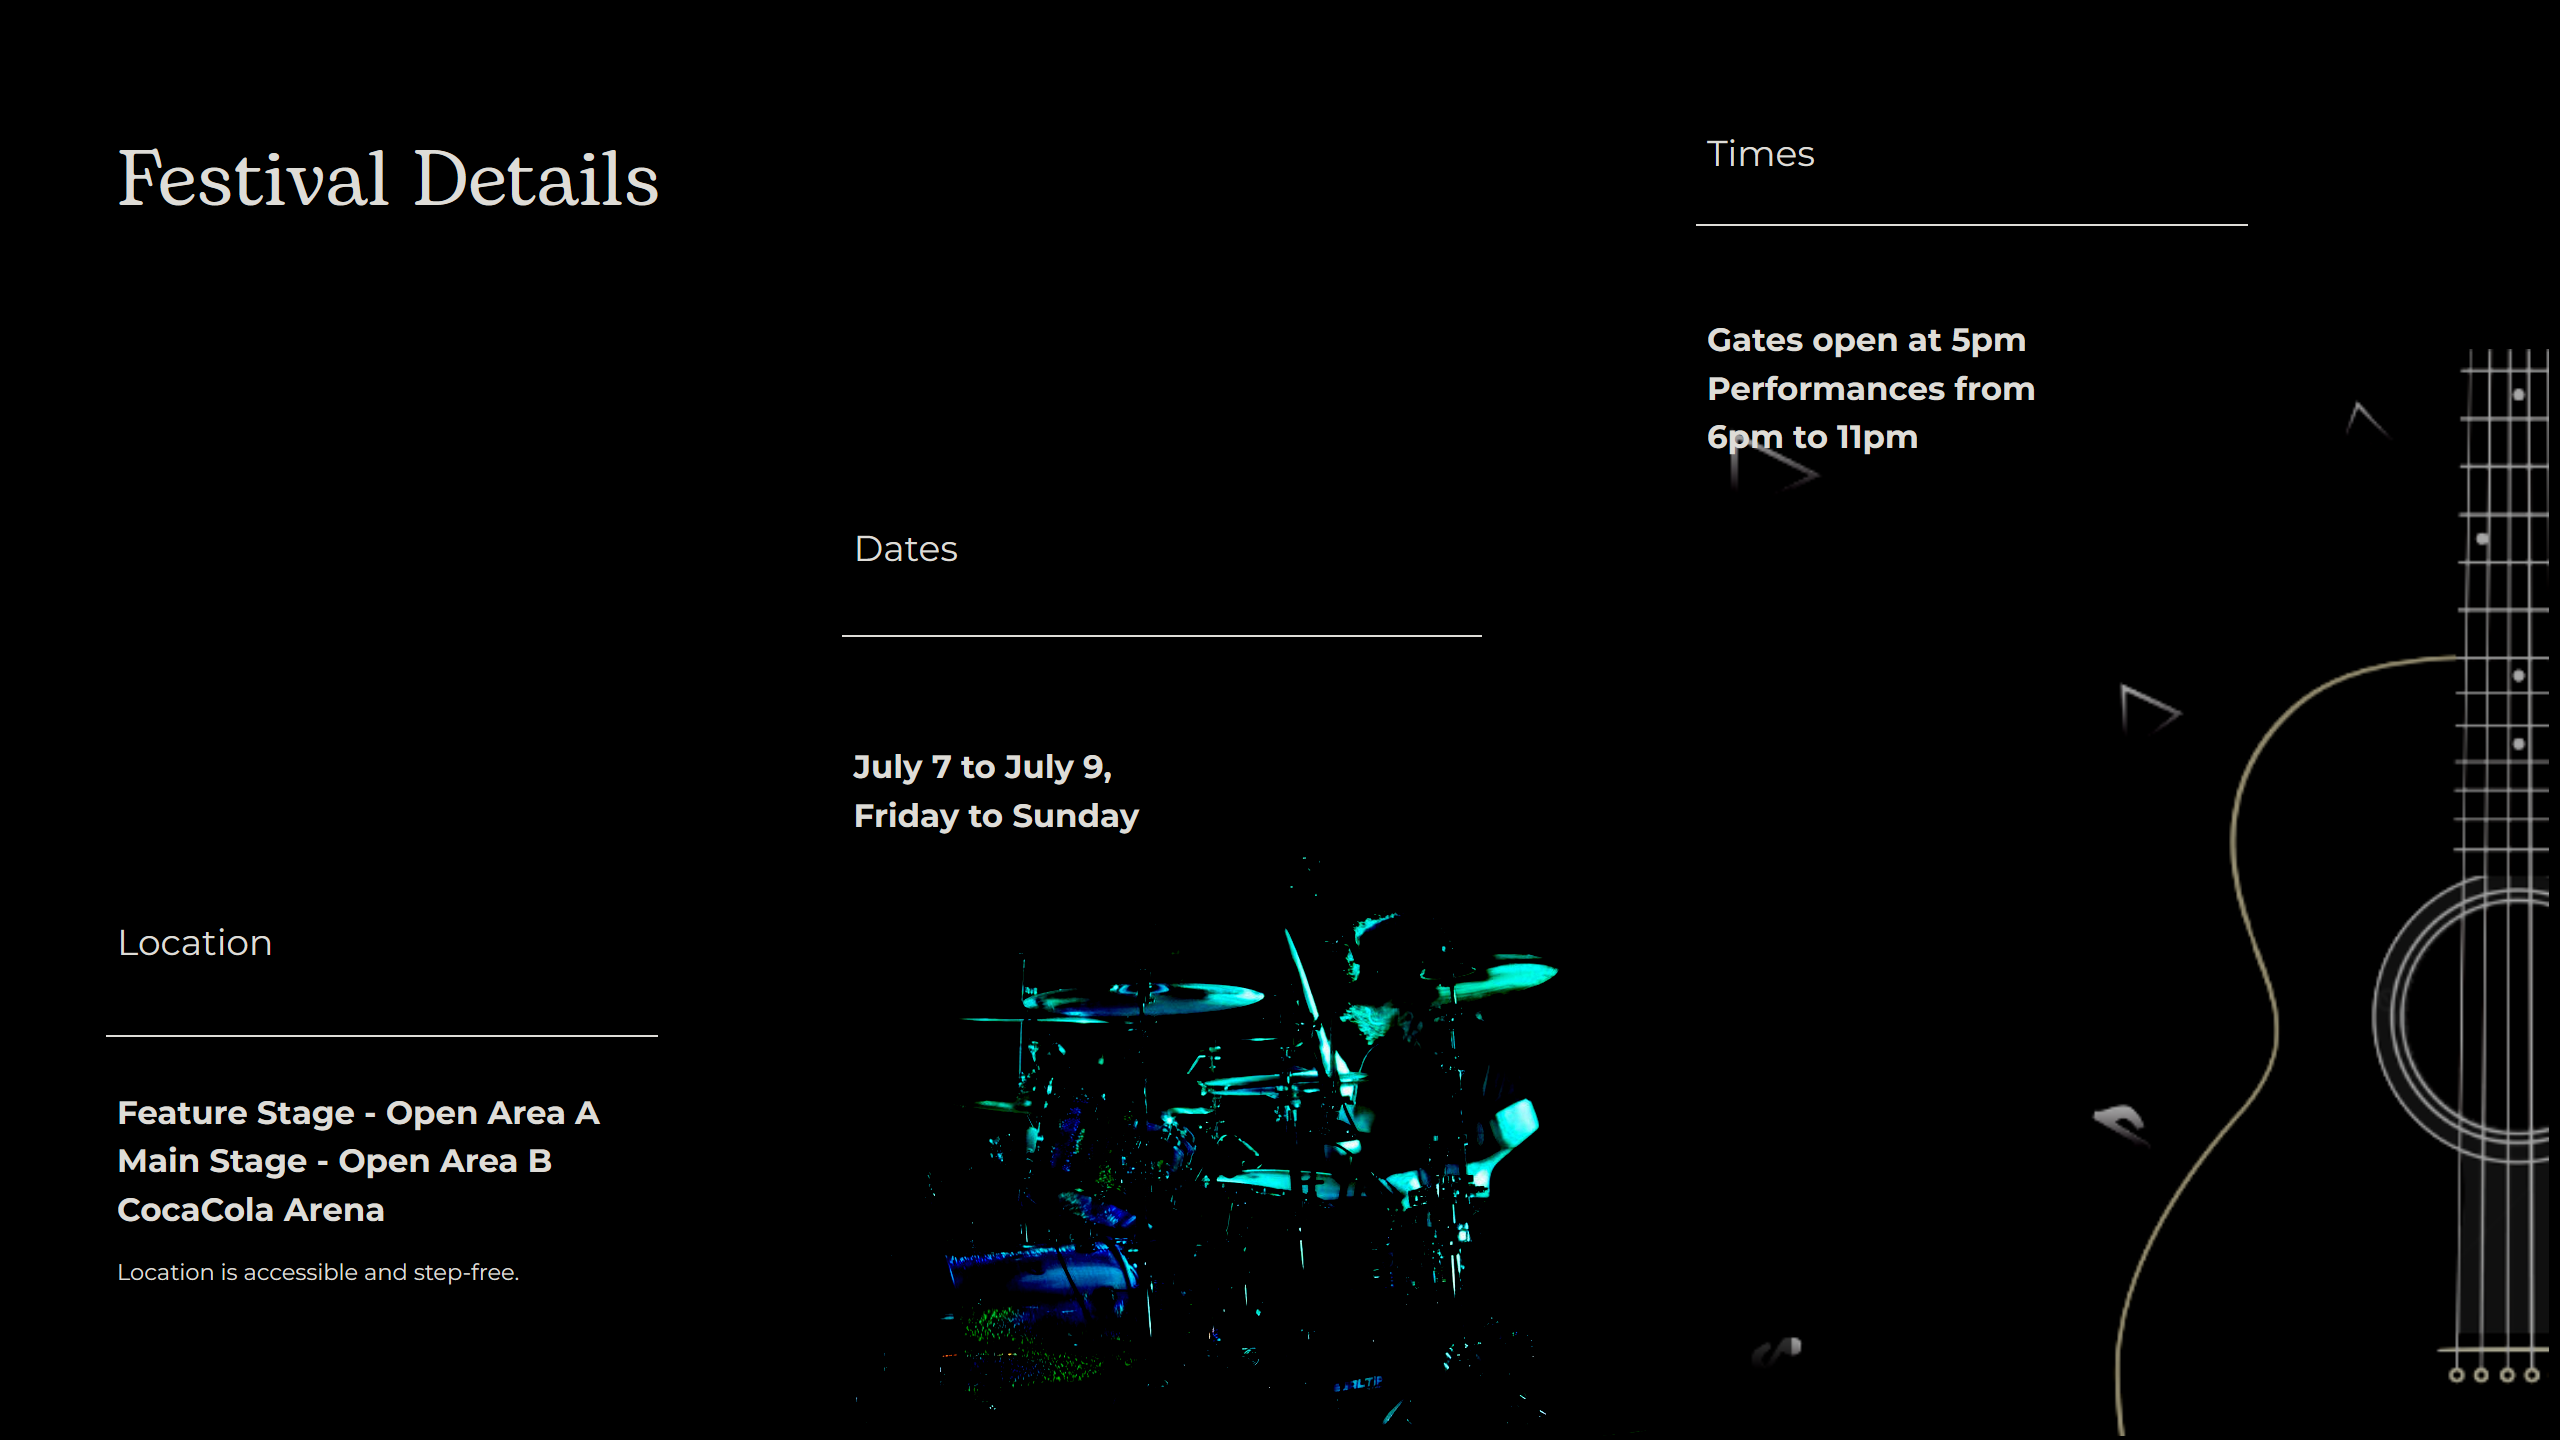 Festival Details
Times
Gates open at 5pm
Performances from
6pm to 11pm
Dates
July 7 to July 9,
Friday to Sunday
Location
Feature Stage - Open Area A
Main Stage - Open Area B
CocaCola Arena
Location is accessible and step-free.